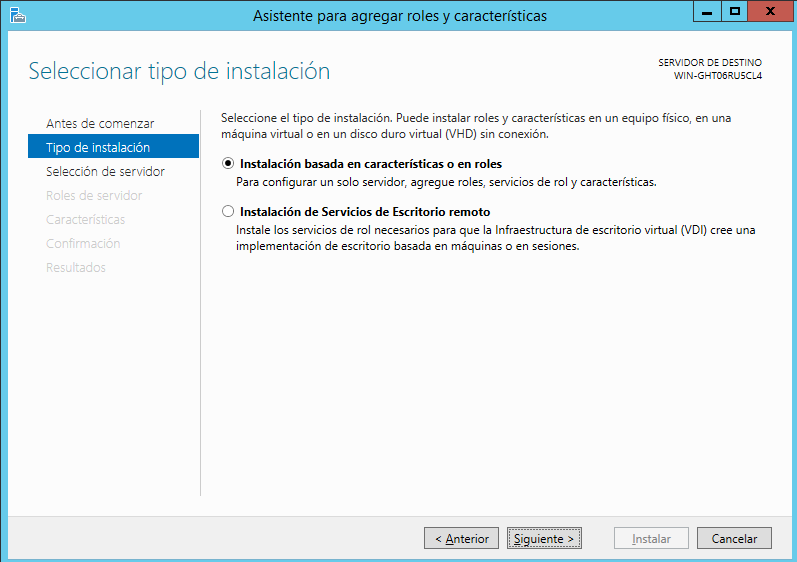 Asistente para agregar roles y características
Seleccionar tipo de instalación
SERVIDOR DE DESTINO
WIN-GHT06RU5CL4
Antes de comenzar
Tipo de instalación
Selección de servidor
Roles de servidor
Características
Confirmación
Resultados
Seleccione el tipo de instalación. Puede instalar roles y características en un equipo físico, en una
máquina virtual o en un disco duro virtual (VHD) sin conexión.
Instalación basada en características o en roles
Para configurar un solo servidor, agregue roles, servicios de rol y características.
Instalación de Servicios de Escritorio remoto
Instale los servicios de rol necesarios para que la Infraestructura de escritorio virtual (VDI) cree una
implementación de escritorio basada en máquinas o en sesiones.
< Anterior
Siguiente >
Instalar
Cancelar